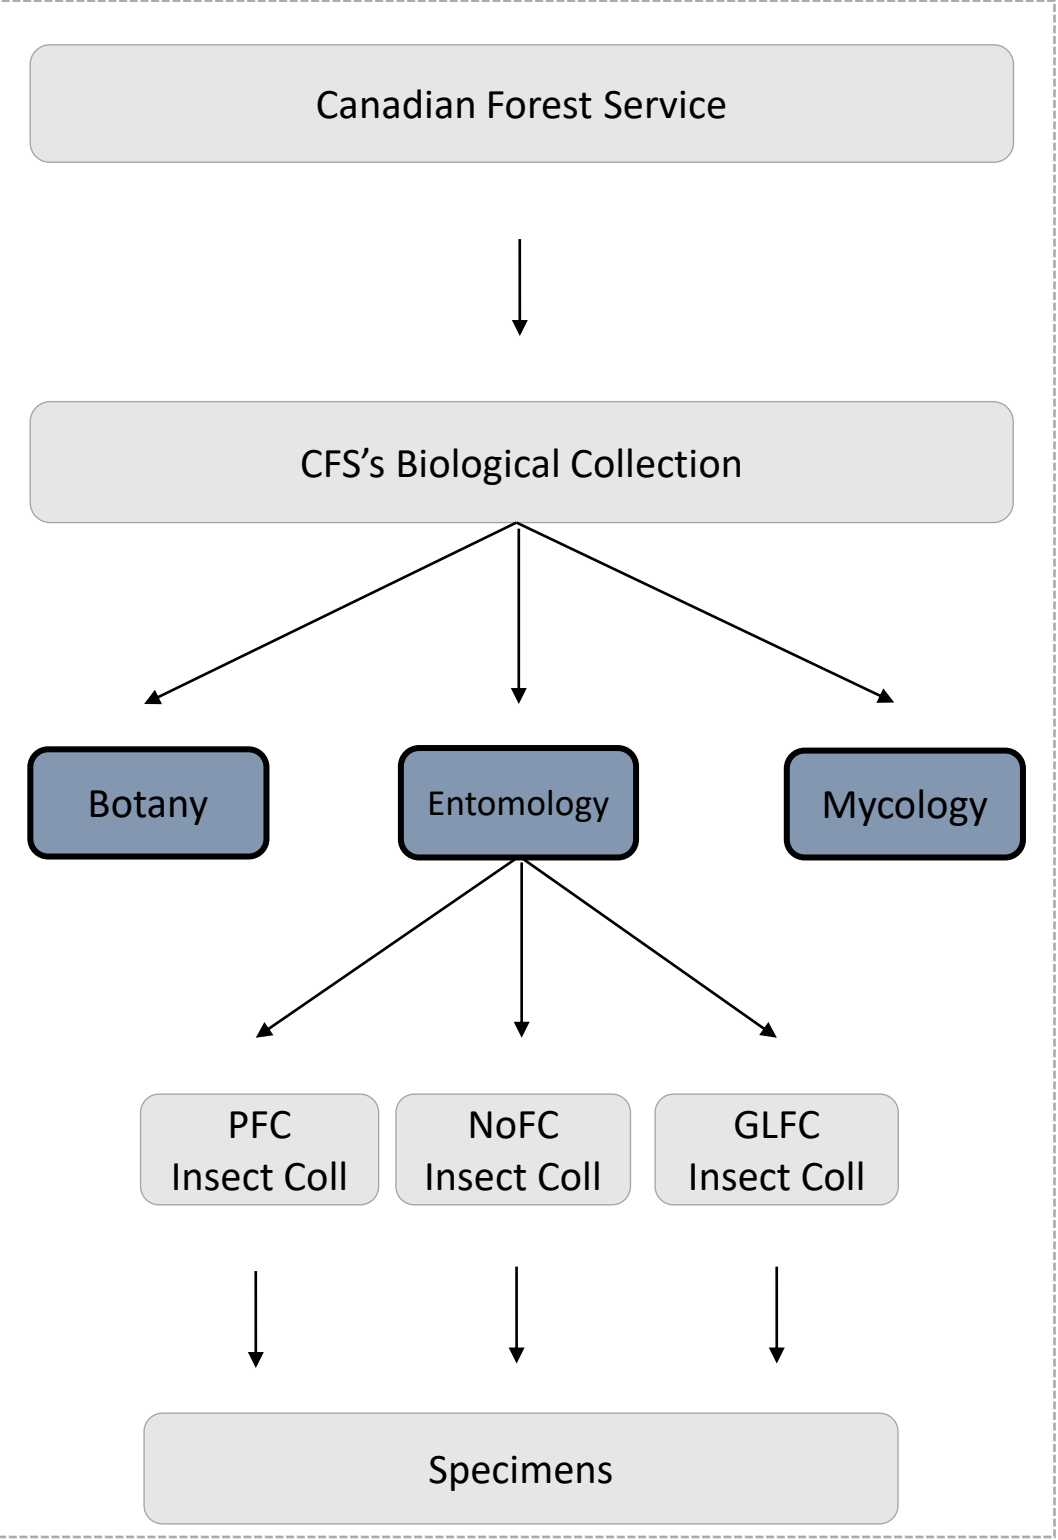 Canadian Forest Service
CFS’s Biological Collection
Botany
Entomology
Mycology
PFC
Insect Coll
NoFC
Insect Coll
GLFC
Insect Coll
Specimens